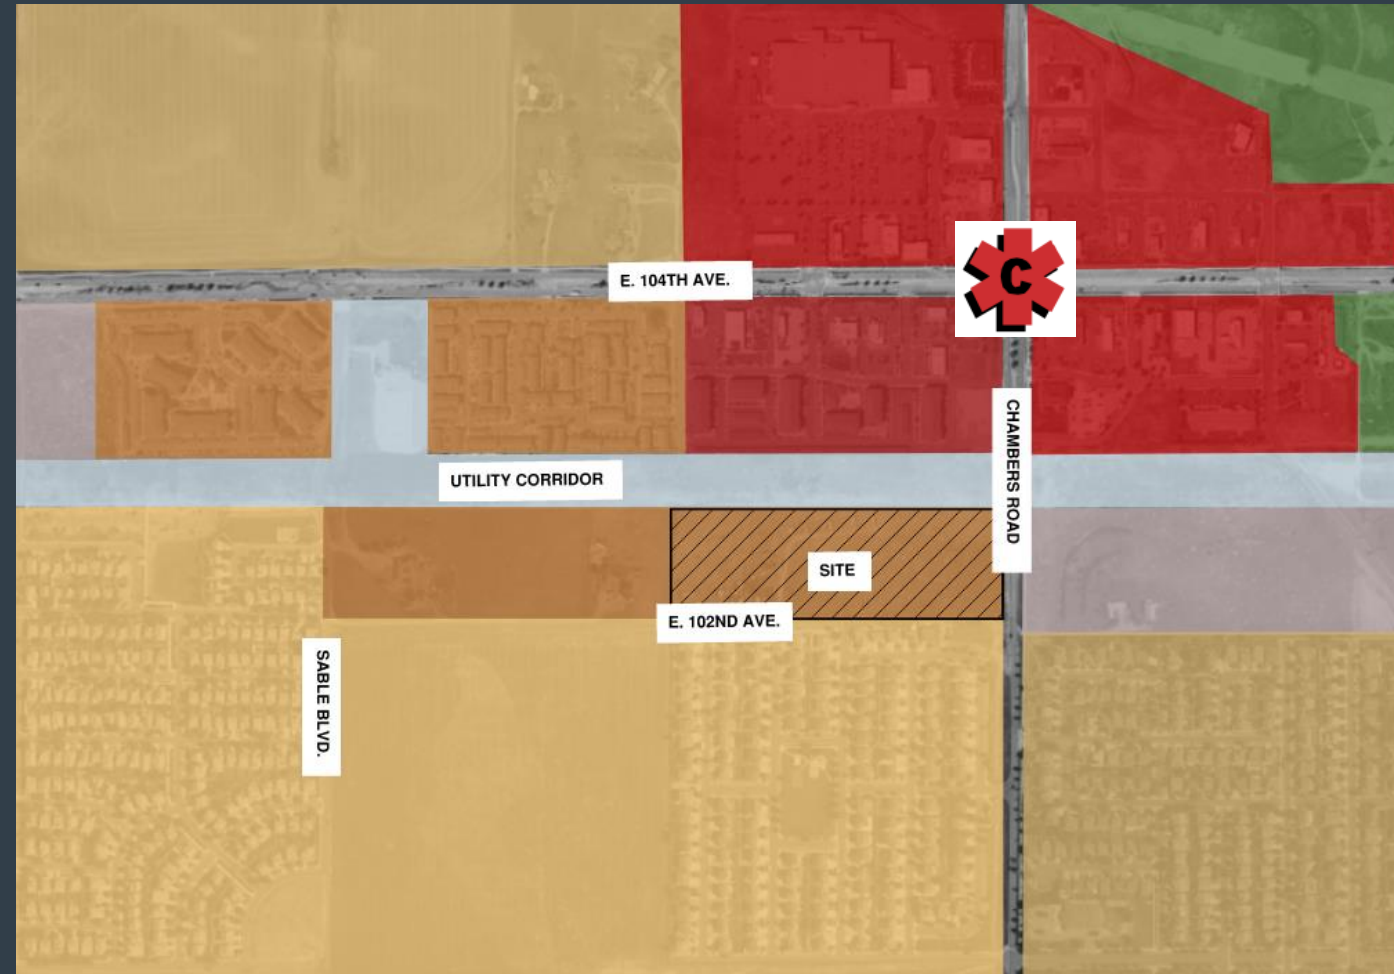 C
E. 104TH AVE.
CHAMBERS ROAD
UTILITY CORRIDOR
SITE
E. 102ND AVE.
SABLE BLVD.